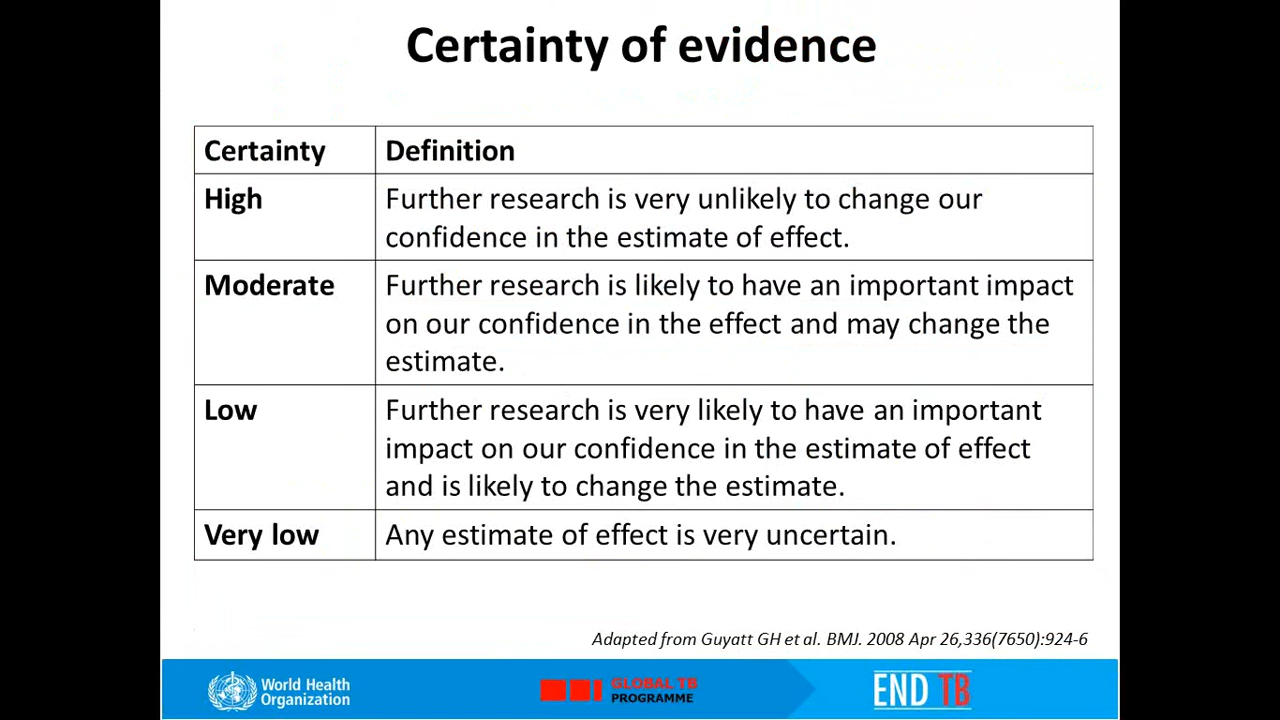 Certainty of evidence
Certainty
Definition
High
Further research is very unlikely to change our
confidence in the estimate of effect.
Moderate
Further research is likely to have an important impact
on our confidence in the effect and may change the
estimate.
Low
Further research is very likely to have an important
impact on our confidence in the estimate of effect
and is likely to change the estimate.
Very low
Any estimate of effect is very uncertain.
Adapted from Guyatt GH et al. BMJ. 2008 Apr 26,336(7650):924-6
World Health
Organization
GLOBAL TB
PROGRAMME
END TB